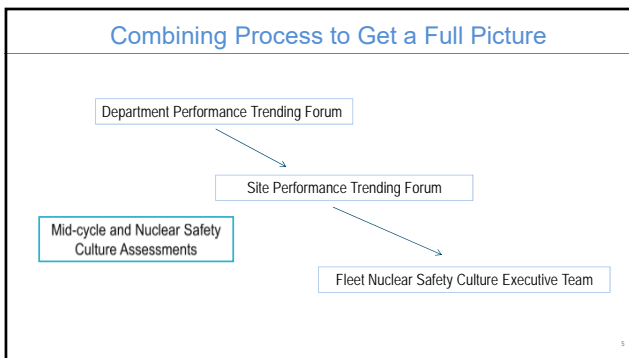 Combining Process to Get a Full Picture
Department Performance Trending Forum
Site Performance Trending Forum
Mid-cycle and Nuclear Safety
Culture Assessments
Fleet Nuclear Safety Culture Executive Team
5